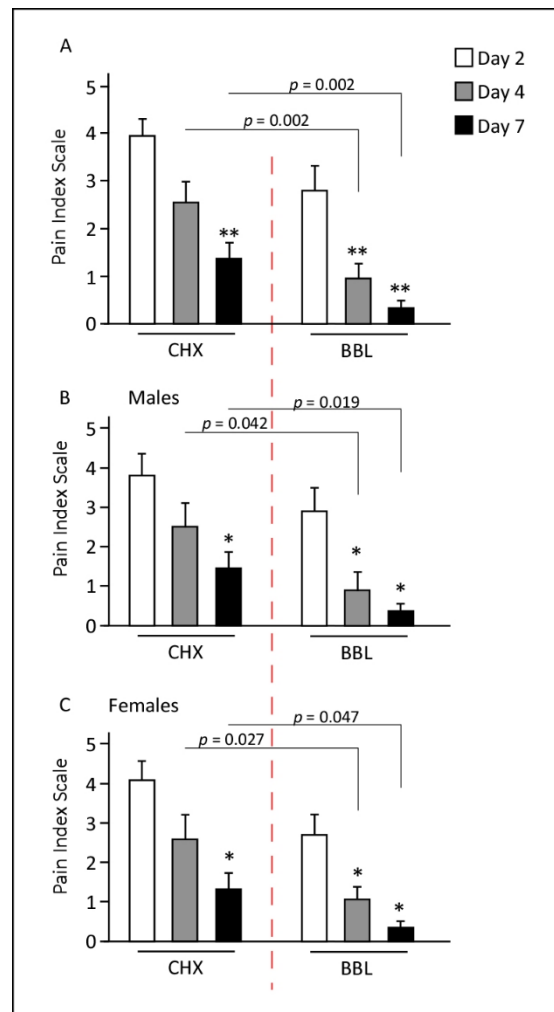 A
Day 2
Day 4
Day 7
Pain Index Scale
5
4
3
2
1
0
p = 0.002
p = 0.002
**
**
**
CHX
BBL
B Males
Pain Index Scale
5
4
3
2
1
0
p = 0.019
p = 0.042
*
*
*
CHX
BBL
C Females
Pain Index Scale
5
4
3
2
1
0
p = 0.047
p = 0.027
*
*
*
CHX
BBL